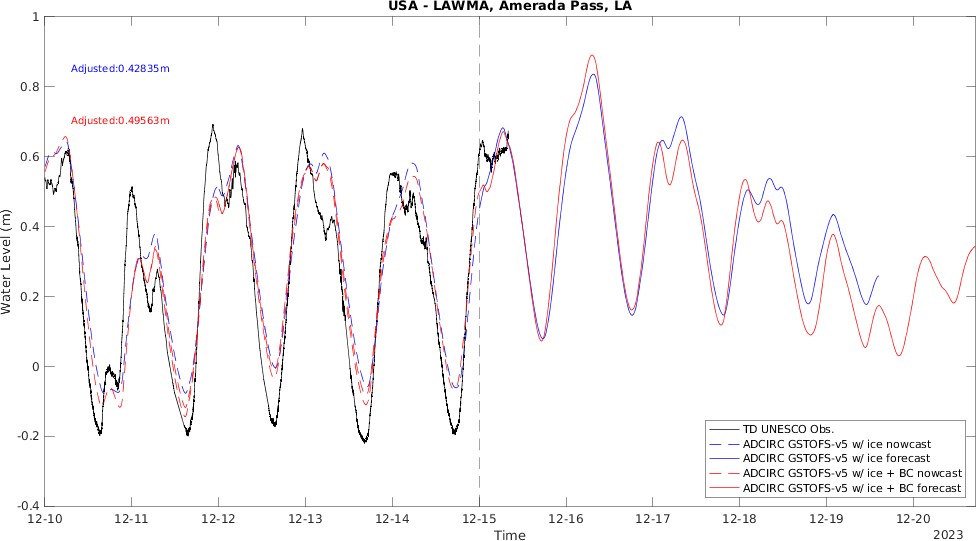 USA - LAWMA, Amerada Pass, LA
Adjusted:0.42835m
Adjusted:0.49563m
Water Level (m)
1
0.8
0.6
0.4
0.2
0
-0.2
-0.4
TD UNESCO Obs.
ADCIRC GSTOFS-v5 w/ ice nowcast
ADCIRC GSTOFS-v5 w/ ice forecast
ADCIRC GSTOFS-v5 w/ ice + BC nowcast
ADCIRC GSTOFS-v5 w/ ice + BC forecast
12-10 12-11 12-12 12-13 12-14 12-15 12-16 12-17 12-18 12-19 12-20
Time
2023